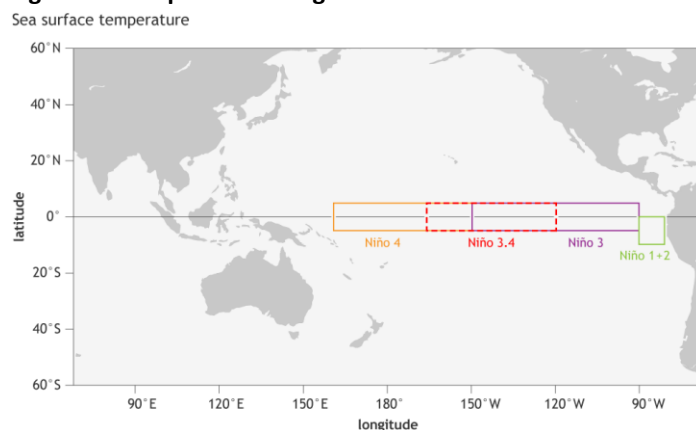 Sea surface temperature
60°N
40°N
20°N
0°
20°S
40°S
60°S
latitude
Niño 4
Niño 3.4
Niño 3
Niño 1+2
90°E
120°E
150°E
180°
150°W
120°W
90°W
longitude